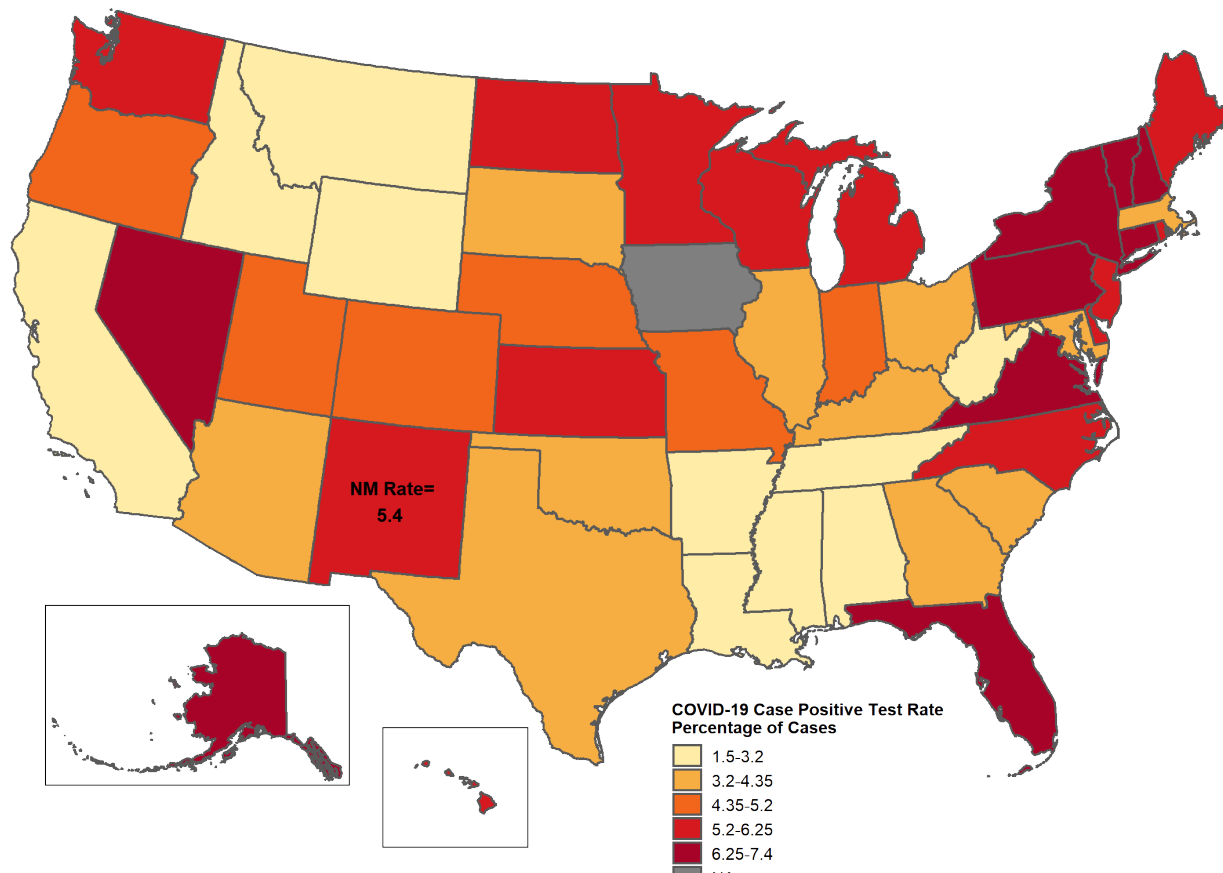 NM Rate=
5.4
COVID-19 Case Positive Test Rate
Percentage of Cases
1.5-3.2
3.2-4.35
4.35-5.2
5.2-6.25
6.25-7.4